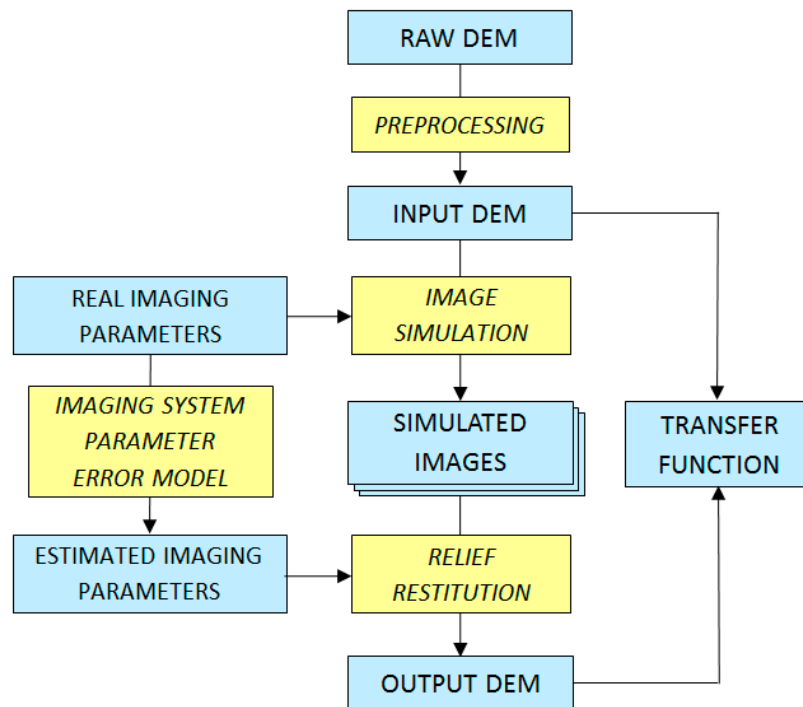 RAW DEM
PREPROCESSING
INPUT DEM
REAL IMAGING
PARAMETERS
IMAGE
SIMULATION
IMAGING SYSTEM
PARAMETER
ERROR MODEL
SIMULATED
IMAGES
TRANSFER
FUNCTION
ESTIMATED IMAGING
PARAMETERS
RELIEF
RESTITUTION
OUTPUT DEM